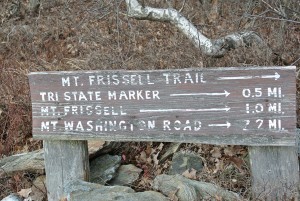 MT. FRISSELL TRAIL →
TRI STATE MARKER → 0.5 MI.
MT. FRISSELL → 1.0 MI.
MT WASHINGTON ROAD → 2.2 MI.